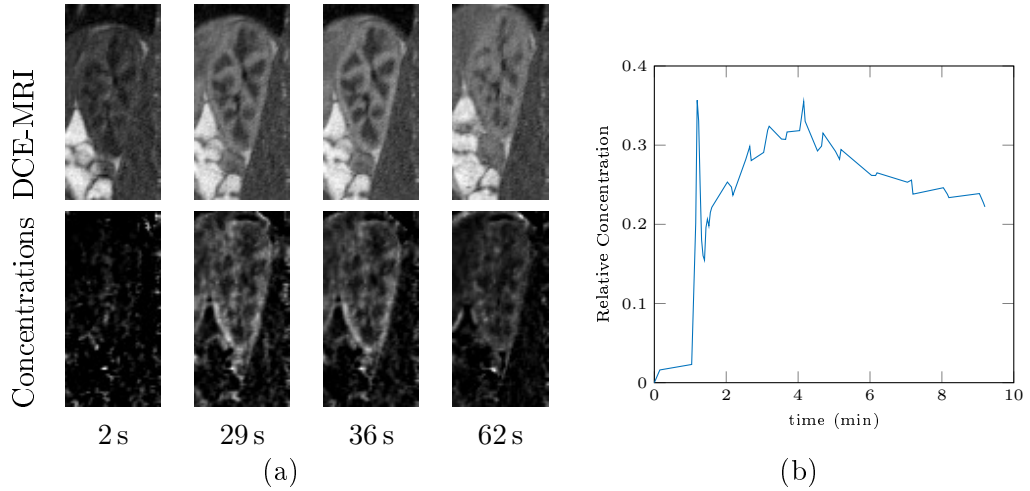 DCE-MRI
Concentrations
2 s
29 s
36 s
62 s
(a)
Relative Concentration
0.4
0.3
0.2
0.1
0
0 2 4 6 8 10
time (min)
(b)